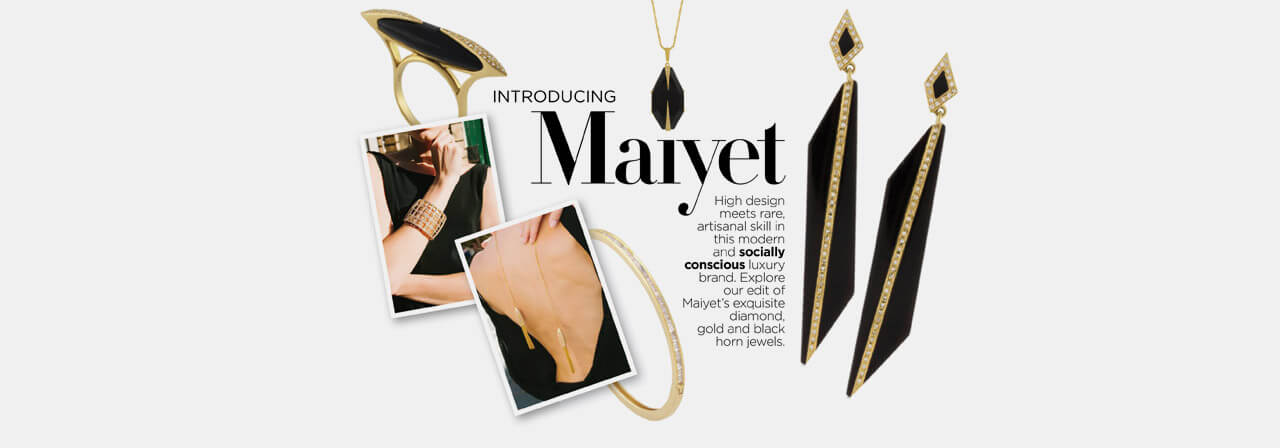 INTRODUCING
Maiyet
High design
meets rare,
artisanal skill in
this modern
and socially
conscious luxury
brand. Explore
our edit of
Maiyet's exquisite
diamond,
gold and black
horn jewels.